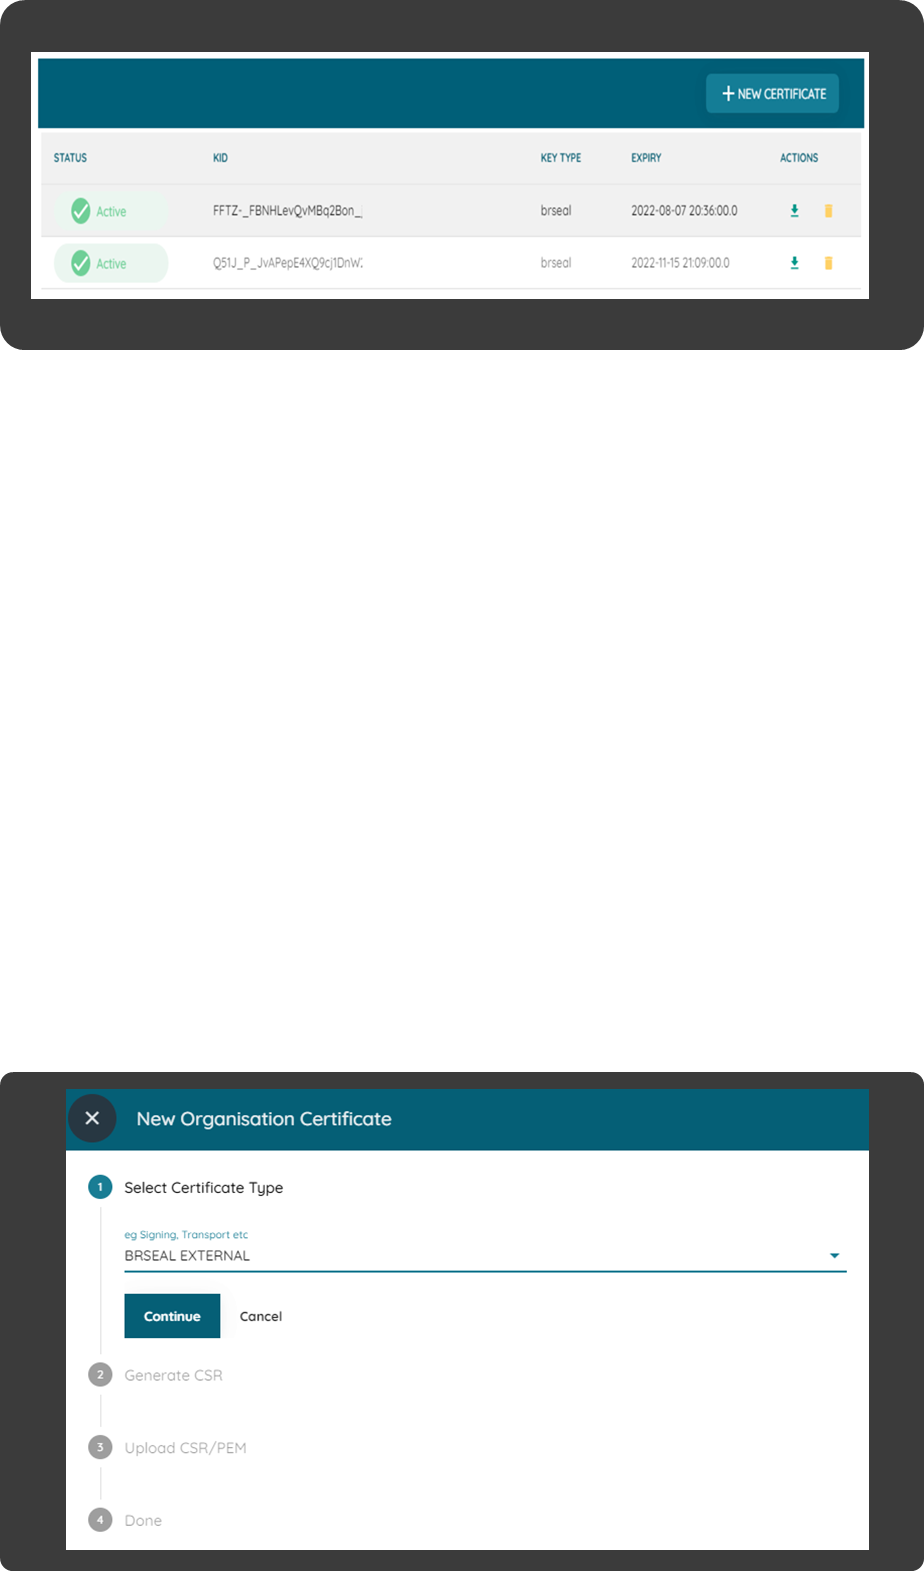 NEW CERTIFICATE
STATUS KID KEY TYPE EXPIRY ACTIONS
Active FFTZ-_FBNHLevQvMBq2Bon_ brseal 2022-08-07 20:36:00.0
Active Q51J_P_JvAPepE4XQ9cj1DnW brseal 2022-11-15 21:09:00.0
New Organisation Certificate
1 Select Certificate Type
eg Signing, Transport etc
BRSEAL EXTERNAL
Continue Cancel
2 Generate CSR
3 Upload CSR/PEM
4 Done